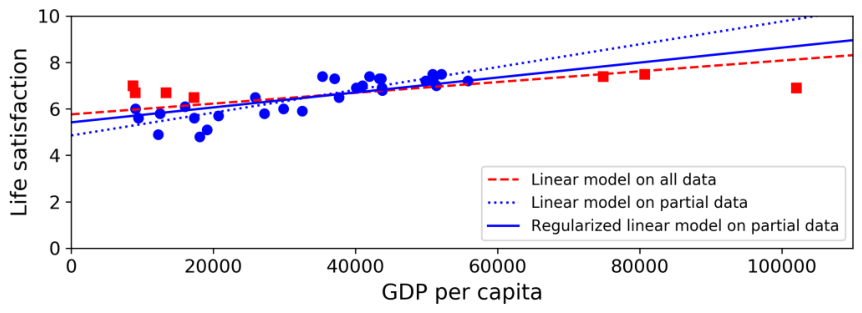 10
8
6
4
2
0
Life satisfaction
Linear model on all data
Linear model on partial data
Regularized linear model on partial data
0 20000 40000 60000 80000 100000
GDP per capita